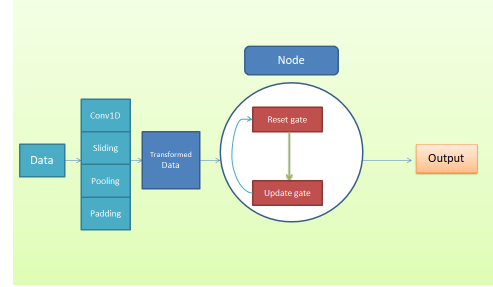 Node
Conv1D
Reset gate
Sliding
Data
Transformed
Data
Output
Pooling
Update gate
Padding